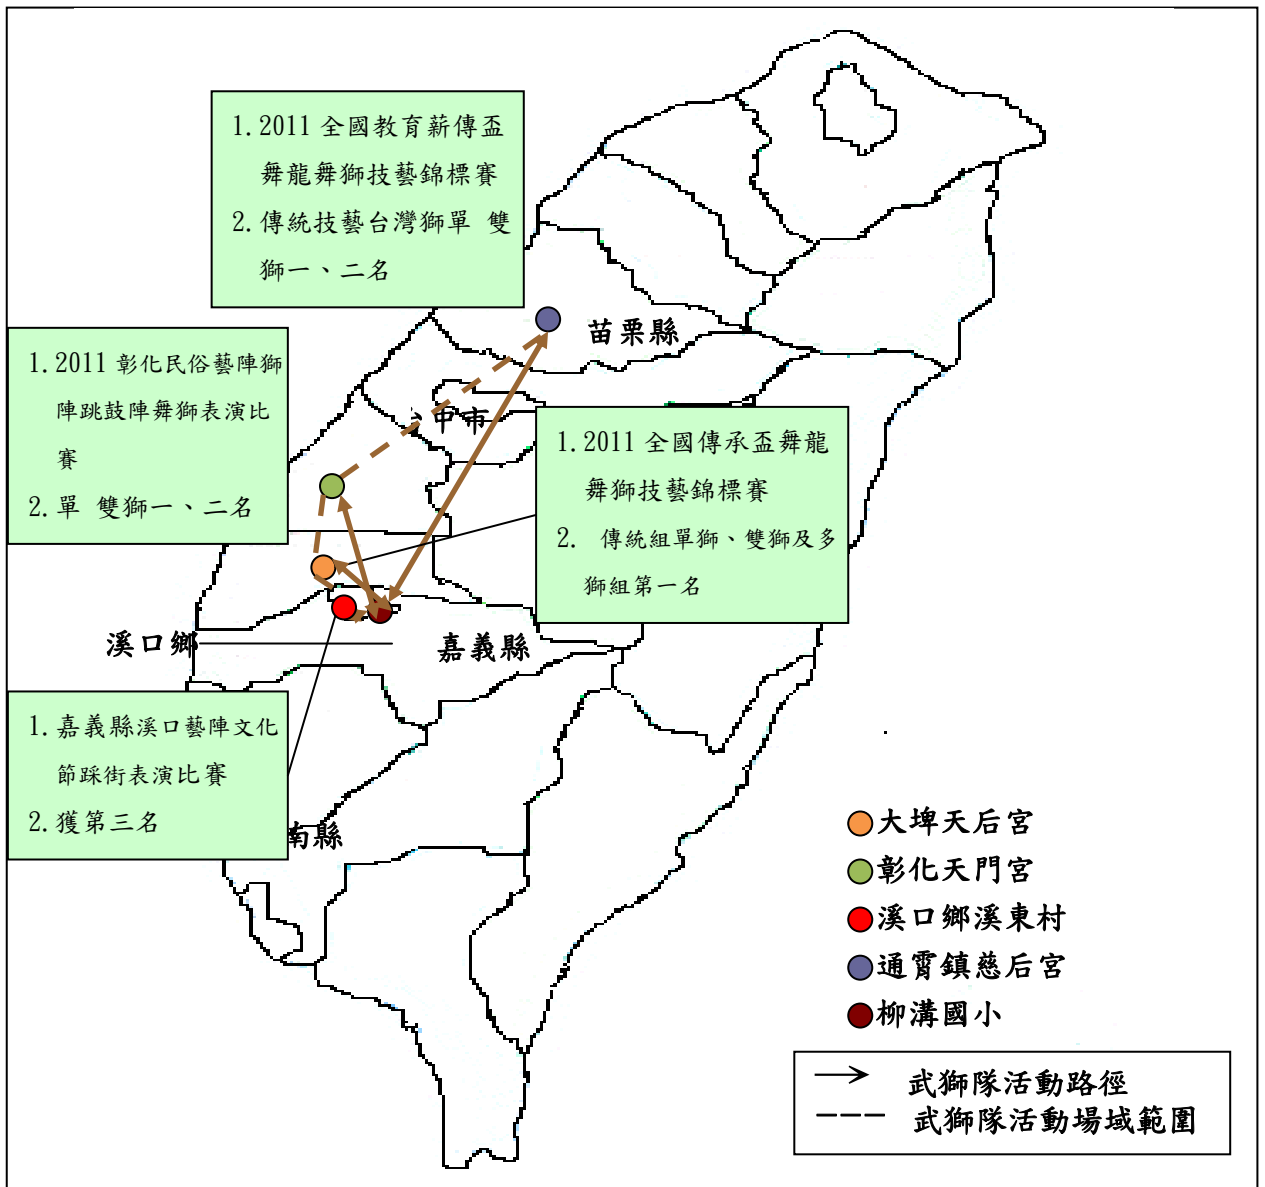 1. 2011 全國教育薪傳盃
舞龍舞獅技藝錦標賽
2. 傳統技藝台灣獅單 雙
獅一、二名
苗栗縣
1. 2011 彰化民俗藝陣獅
陣跳鼓陣舞獅表演比
賽
2. 單 雙獅一、二名
中市
1. 2011 全國傳承盃舞龍
舞獅技藝錦標賽
2. 傳統組單獅、雙獅及多
獅組第一名
溪口鄉
嘉義縣
1. 嘉義縣溪口藝陣文化
節踩街表演比賽
2. 獲第三名
南縣
大埤天后宮
彰化天門宮
溪口鄉溪東村
通霄鎮慈后宮
柳溝國小
武獅隊活動路徑
武獅隊活動場域範圍